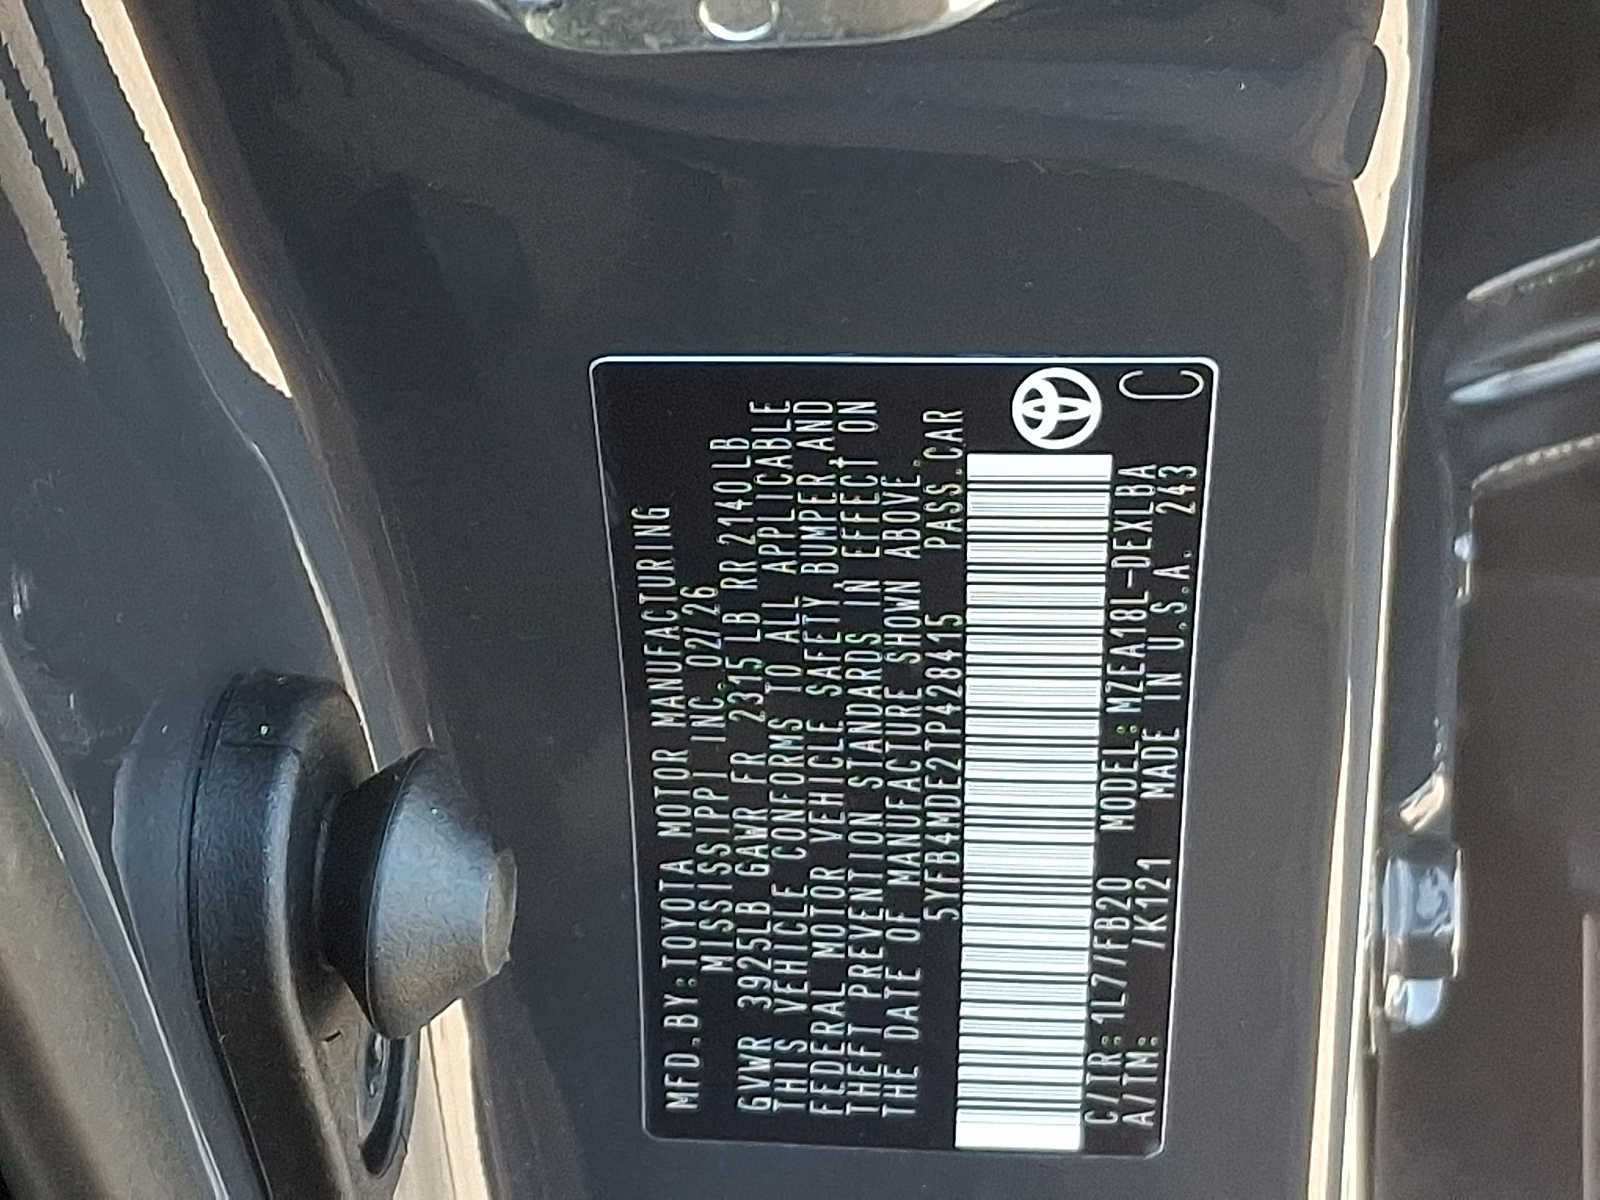 MFD.BY:TOYOTA MOTOR MANUFACTURING
MISSISSIPPI INC. 02/26
GVWR 3925LB GAWR FR 2315LB RR 2140LB
THIS VEHICLE CONFORMS TO ALL APPLICABLE
FEDERAL MOTOR VEHICLE SAFETY,BUMPER,AND
THEFT PREVENTION STANDARDS IN EFFECT ON
THE DATE OF MANUFACTURE SHOWN ABOVE.
5YFB4MDE2TP428415 PASS.CAR
C/TR:1L7/FB20 MODEL:MZEA18L-DEXLBA
A/TM: /K121 MADE IN U.S.A. 243
C